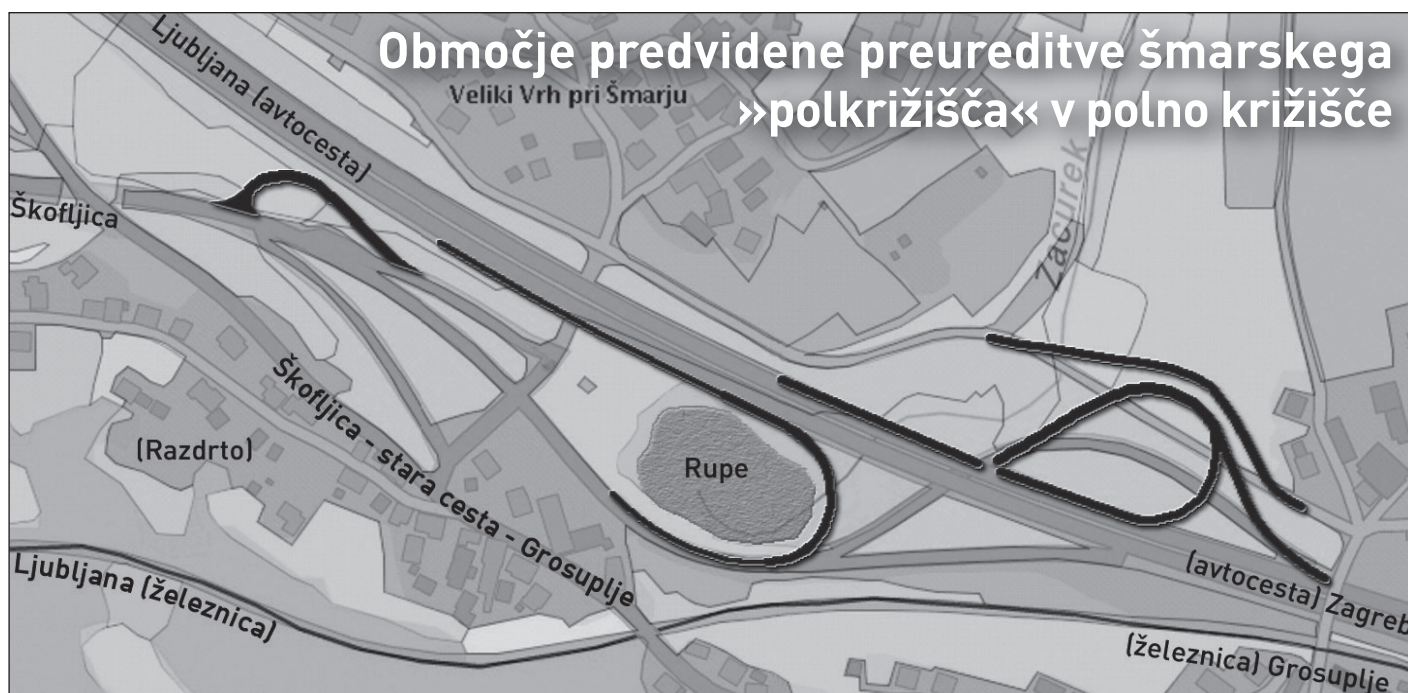 Območje predvidene preureditve šmarskega
»polkrižišča« v polno križišče
Ljubljana (avtocesta)
Veliki Vrh pri Šmarju
Zacurek
Škofljica
Škofljica - stara cesta - Grosuplje
(Razdrto)
Rupe
Ljubljana (železnica)
(avtocesta) Zagreb
(železnica) Grosuplje